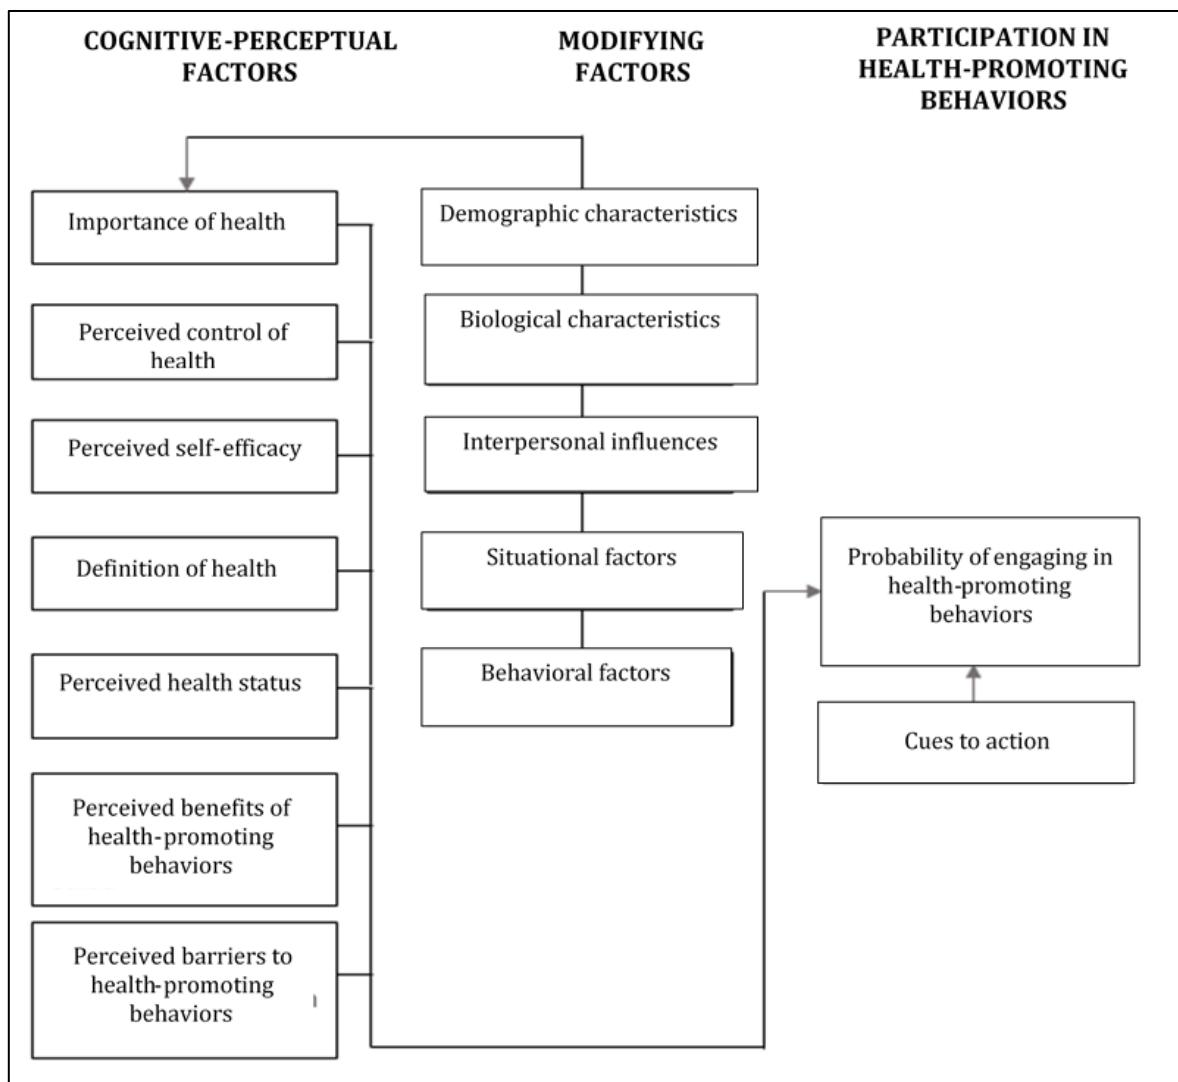 COGNITIVE-PERCEPTUAL
FACTORS
MODIFYING
FACTORS
PARTICIPATION IN
HEALTH-PROMOTING
BEHAVIORS
Importance of health
Perceived control of
health
Perceived self-efficacy
Definition of health
Perceived health status
Perceived benefits of
health-promoting
behaviors
Perceived barriers to
health-promoting
behaviors
Demographic characteristics
Biological characteristics
Interpersonal influences
Situational factors
Behavioral factors
Probability of engaging in
health-promoting
behaviors
Cues to action